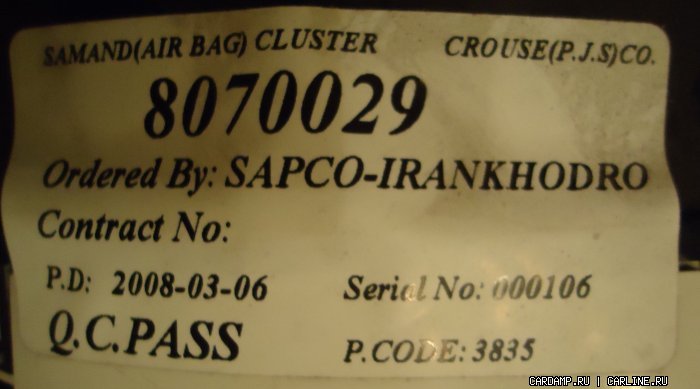 SAMAND(AIR BAG) CLUSTER CROUSE(P.J.S)CO.
8070029
Ordered By: SAPCO-IRANKHODRO
Contract No:
P.D: 2008-03-06 Serial No: 000106
Q.C.PASS P.CODE: 3835
CARDAMP.RU | CARLINE.RU